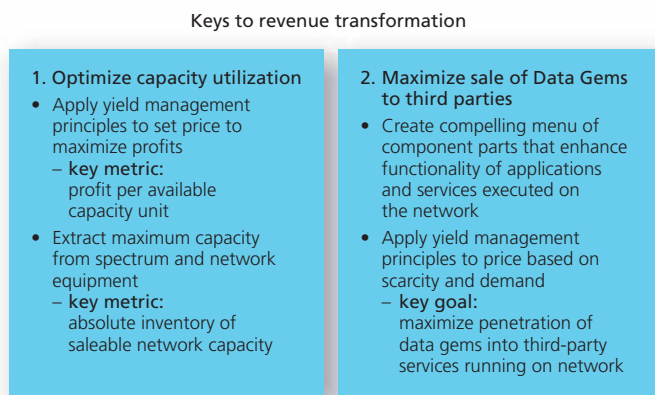 Keys to revenue transformation
1. Optimize capacity utilization
• Apply yield management
principles to set price to
maximize profits
– key metric:
profit per available
capacity unit
• Extract maximum capacity
from spectrum and network
equipment
– key metric:
absolute inventory of
saleable network capacity
2. Maximize sale of Data Gems
to third parties
• Create compelling menu of
component parts that enhance
functionality of applications
and services executed on
the network
• Apply yield management
principles to price based on
scarcity and demand
– key goal:
maximize penetration of
data gems into third-party
services running on network